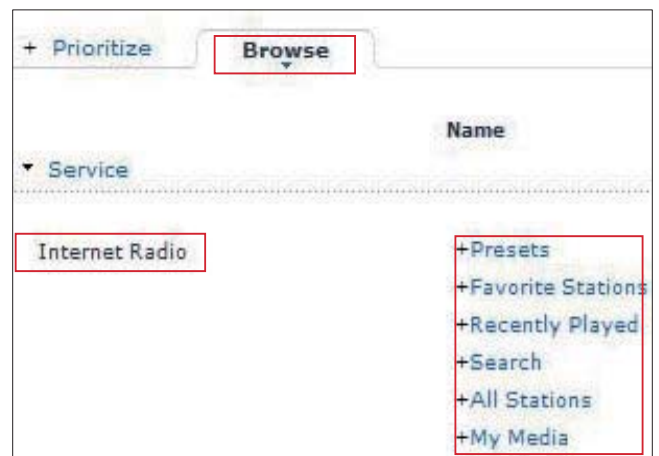 + Prioritize Browse
Name
Service
Internet Radio +Presets
+Favorite Stations
+Recently Played
+Search
+All Stations
+My Media